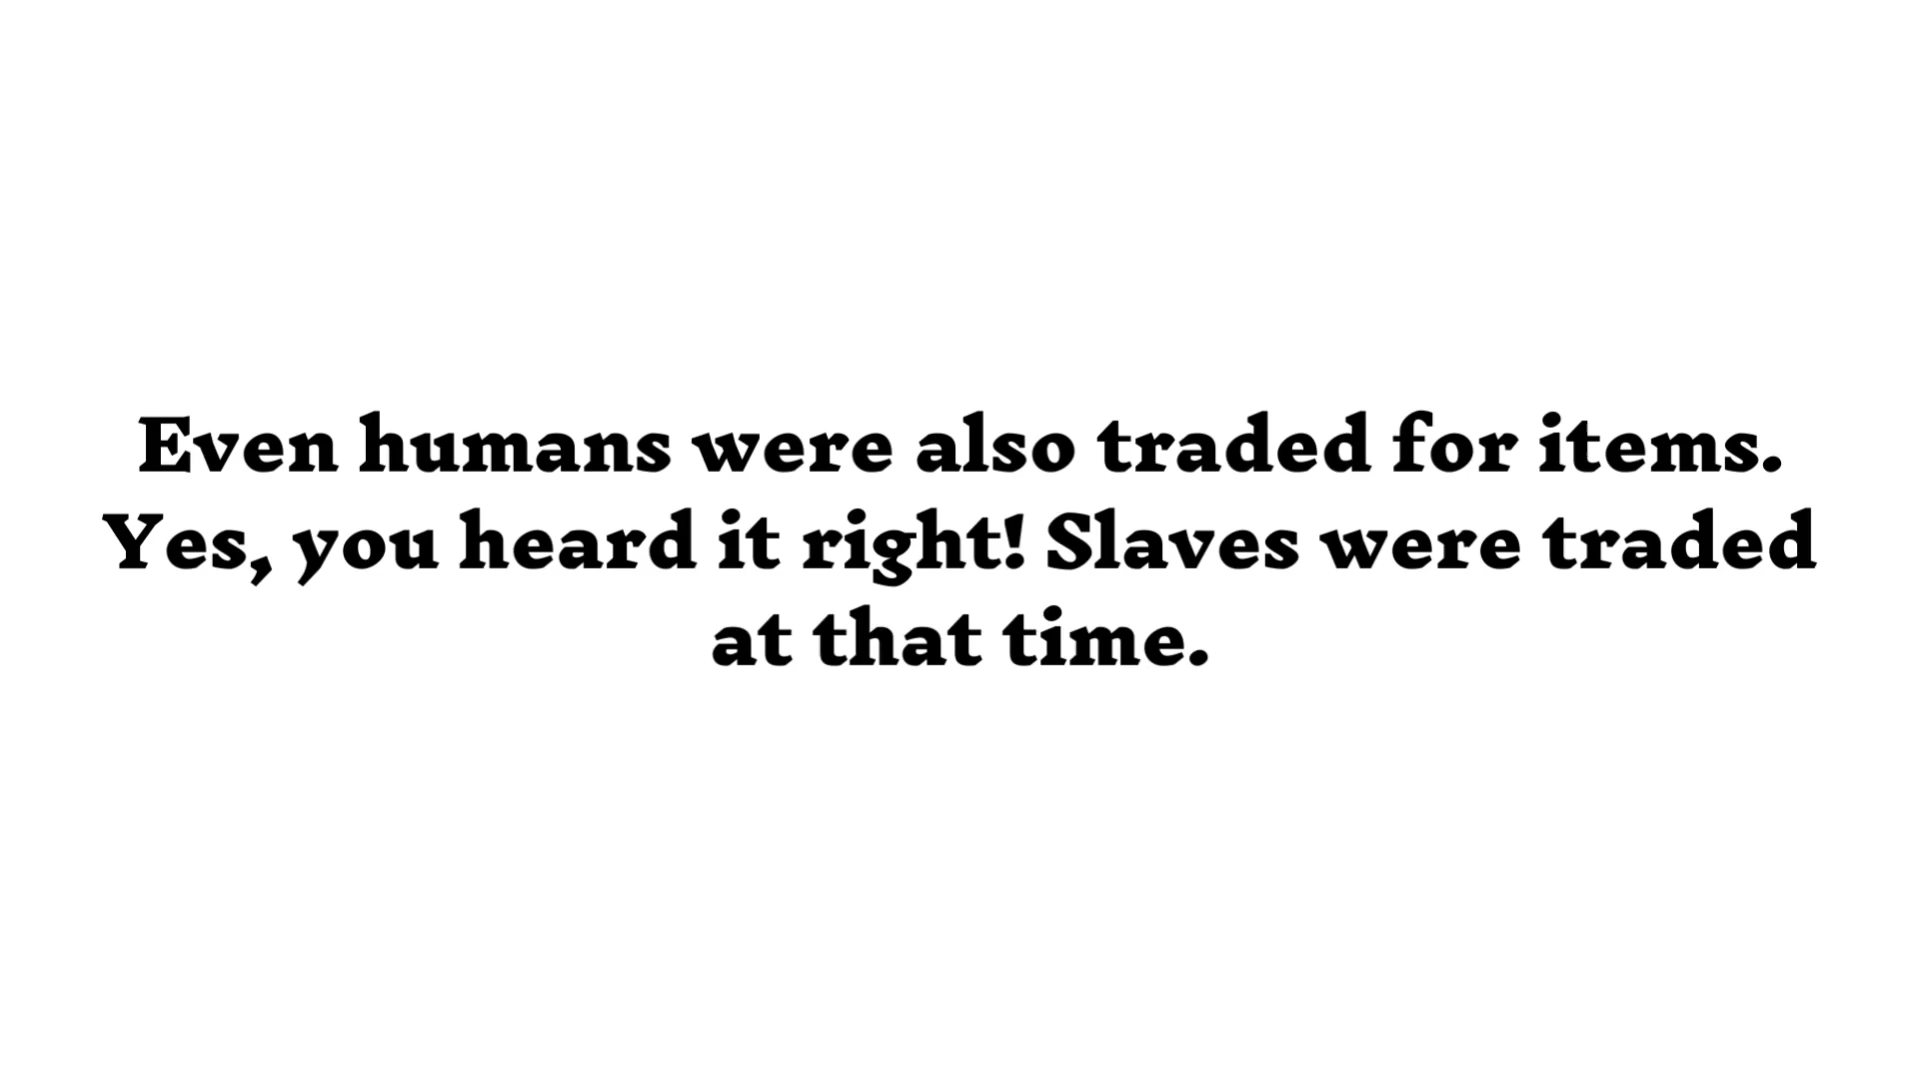 Even humans were also traded for items.
Yes, you heard it right! Slaves were traded
at that time.